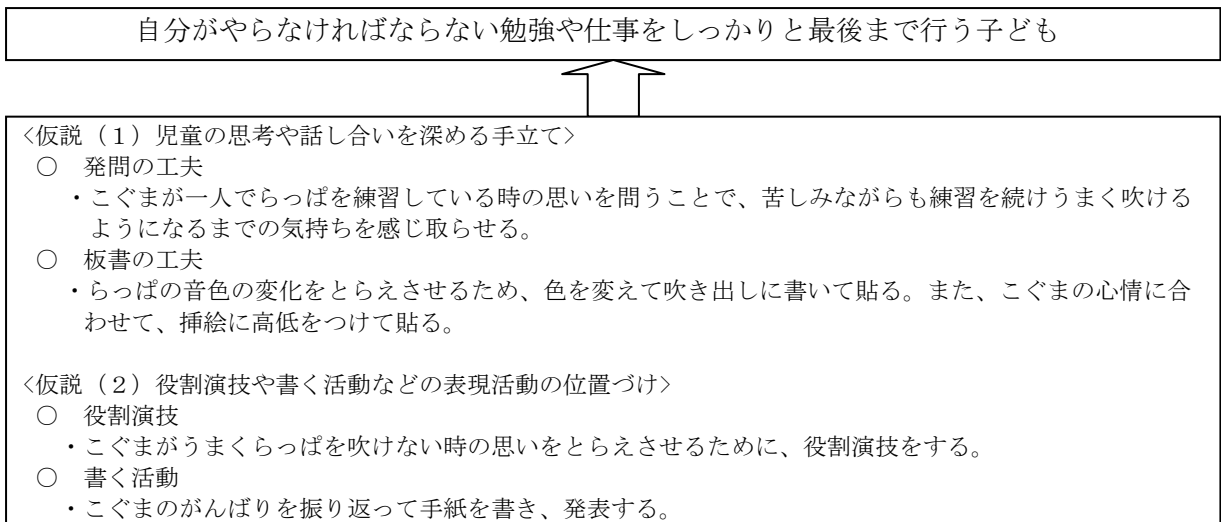 自分がやらなければならない勉強や仕事をしっかりと最後まで行う子ども
<仮説（１）児童の思考や話し合いを深める手立て>
○　発問の工夫
・こぐまが一人でらっぱを練習している時の思いを問うことで、苦しみながらも練習を続けうまく吹ける
ようになるまでの気持ちを感じ取らせる。
○　板書の工夫
・らっぱの音色の変化をとらえさせるため、色を変えて吹き出しに書いて貼る。また、こぐまの心情に合
わせて、挿絵に高低をつけて貼る。
<仮説（２）役割演技や書く活動などの表現活動の位置づけ>
○　役割演技
・こぐまがうまくらっぱを吹けない時の思いをとらえさせるために、役割演技をする。
○　書く活動
・こぐまのがんばりを振り返って手紙を書き、発表する。